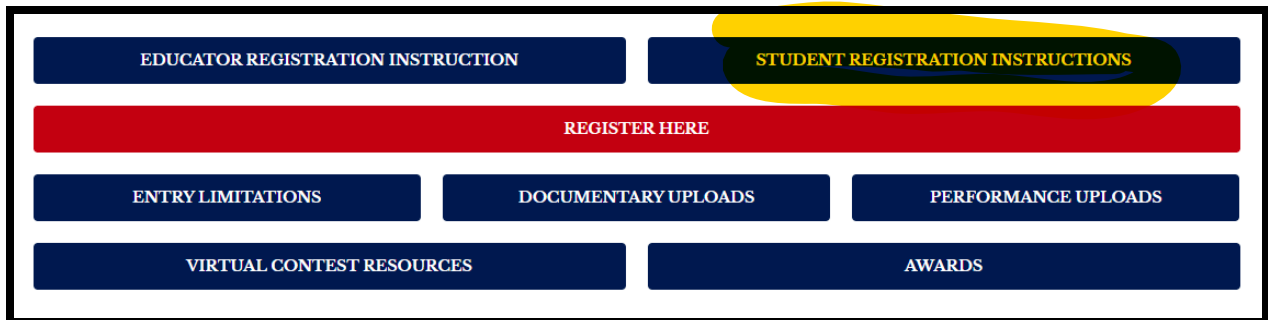 EDUCATOR REGISTRATION INSTRUCTION
STUDENT REGISTRATION INSTRUCTIONS
REGISTER HERE
ENTRY LIMITATIONS
DOCUMENTARY UPLOADS
PERFORMANCE UPLOADS
VIRTUAL CONTEST RESOURCES
AWARDS